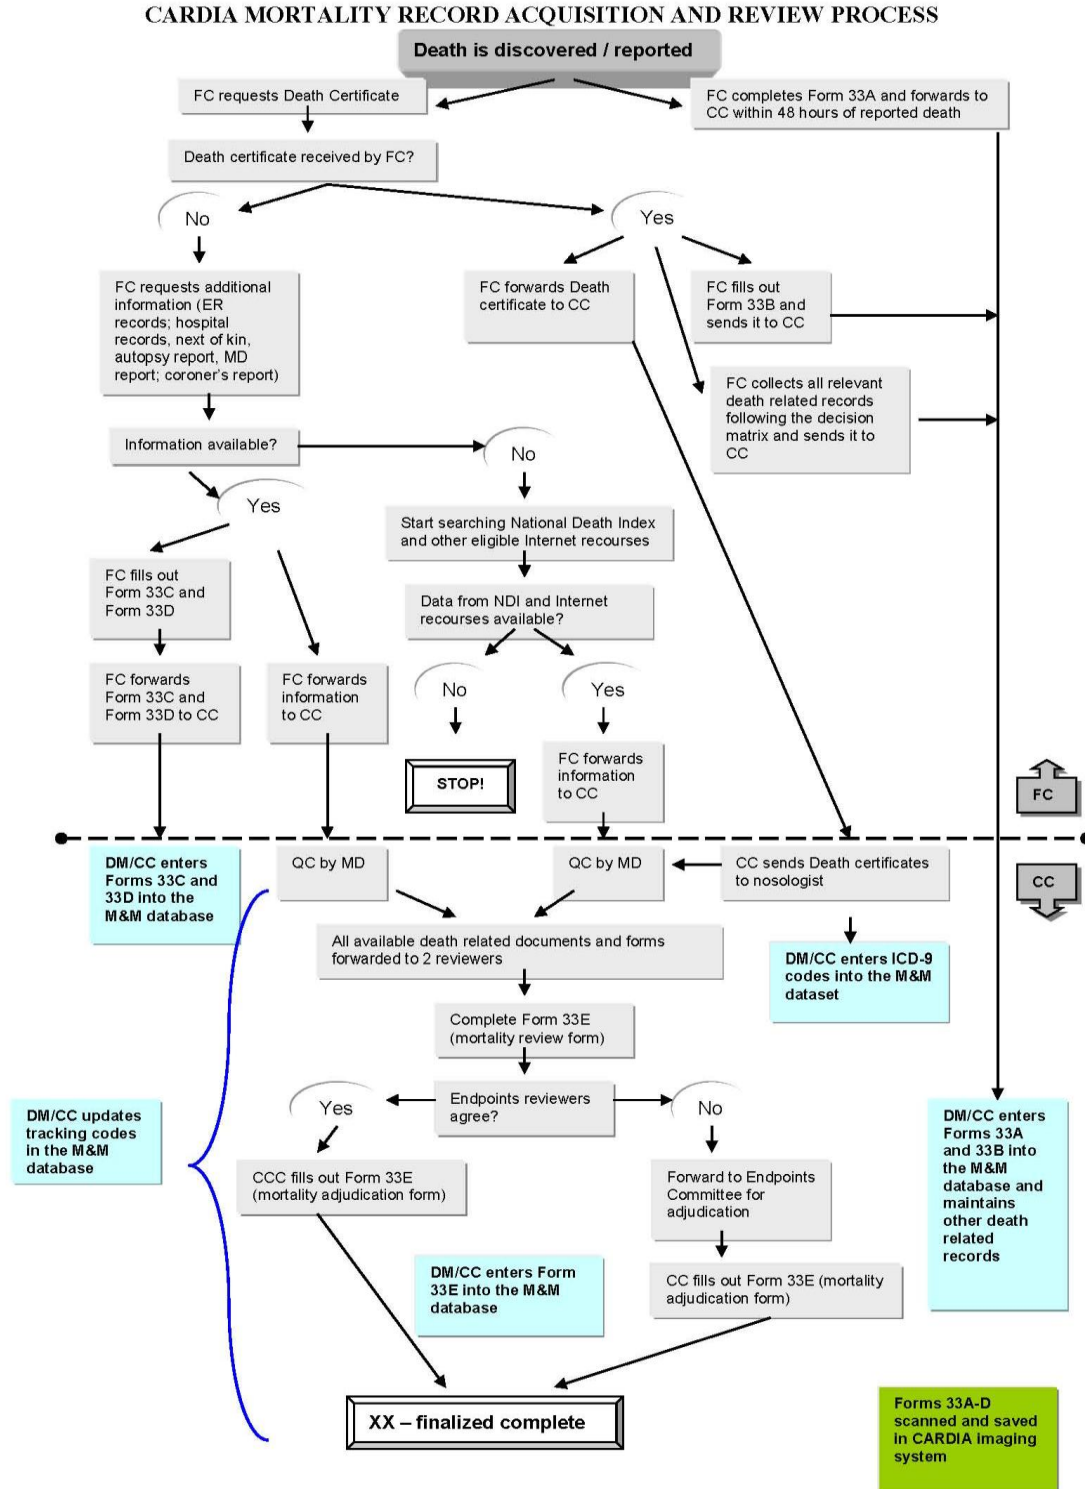 CARDIA MORTALITY RECORD ACQUISITION AND REVIEW PROCESS
Death is discovered / reported
FC requests Death Certificate
FC completes Form 33A and forwards to
CC within 48 hours of reported death
Death certificate received by FC?
No
Yes
FC requests additional
information (ER
records; hospital
records, next of kin,
autopsy report, MD
report; coroner's report)
FC forwards Death
certificate to CC
FC fills out
Form 33B and
sends it to CC
FC collects all relevant
death related records
following the decision
matrix and sends it to
CC
Information available?
No
Yes
Start searching National Death Index
and other eligible Internet recourses
FC fills out
Form 33C and
Form 33D
Data from NDI and Internet
recourses available?
FC forwards
Form 33C and
Form 33D to CC
FC forwards
information
to CC
No
Yes
STOP!
FC forwards
information
to CC
FC
DM/CC enters
Forms 33C and
33D into the
M&M database
QC by MD
QC by MD
CC sends Death certificates
to nosologist
CC
All available death related documents and forms
forwarded to 2 reviewers
DM/CC enters ICD-9
codes into the M&M
dataset
Complete Form 33E
(mortality review form)
Yes
Endpoints reviewers
agree?
No
DM/CC updates
tracking codes
in the M&M
database
DM/CC enters
Forms 33A
and 33B into
the M&M
database and
maintains
other death
related
records
CCC fills out Form 33E
(mortality adjudication form)
Forward to Endpoints
Committee for
adjudication
DM/CC enters Form
33E into the M&M
database
CC fills out Form 33E (mortality
adjudication form)
XX – finalized complete
Forms 33A-D
scanned and saved
in CARDIA imaging
system